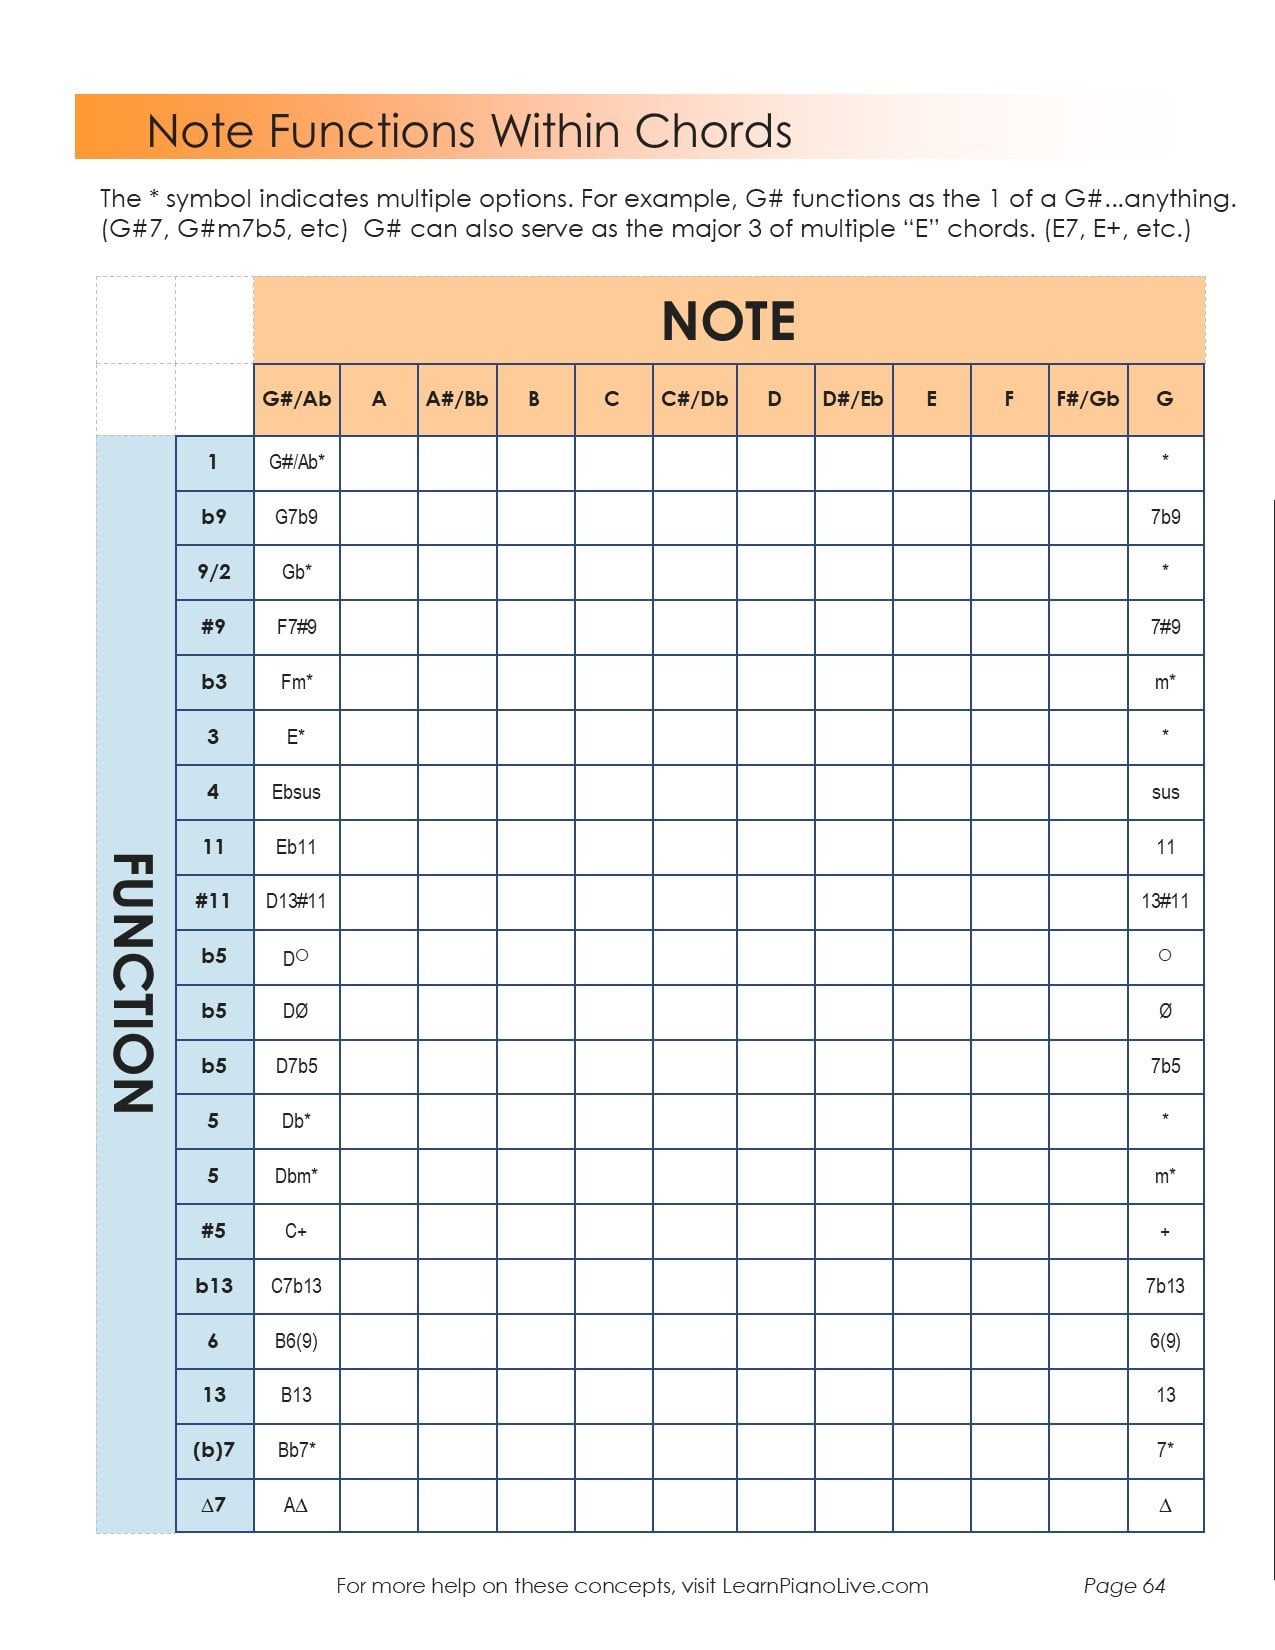 Note Functions Within Chords
The * symbol indicates multiple options. For example, G# functions as the 1 of a G#...anything.
(G#7, G#m7b5, etc) G# can also serve as the major 3 of multiple “E” chords. (E7, E+, etc.)
NOTE
G#/Ab A A#/Bb B C C#/Db D D#/Eb E F F#/Gb G
FUNCTION
1 G#/Ab* *
b9 G7b9 7b9
9/2 Gb* *
#9 F7#9 7#9
b3 Fm* m*
3 E* *
4 Ebsus sus
11 Eb11 11
#11 D13#11 13#11
b5 D○ ○
b5 DØ Ø
b5 D7b5 7b5
5 Db* *
5 Dbm* m*
#5 C+ +
b13 C7b13 7b13
6 B6(9) 6(9)
13 B13 13
(b)7 Bb7* 7*
∆7 A∆ ∆
For more help on these concepts, visit LearnPianoLive.com Page 64